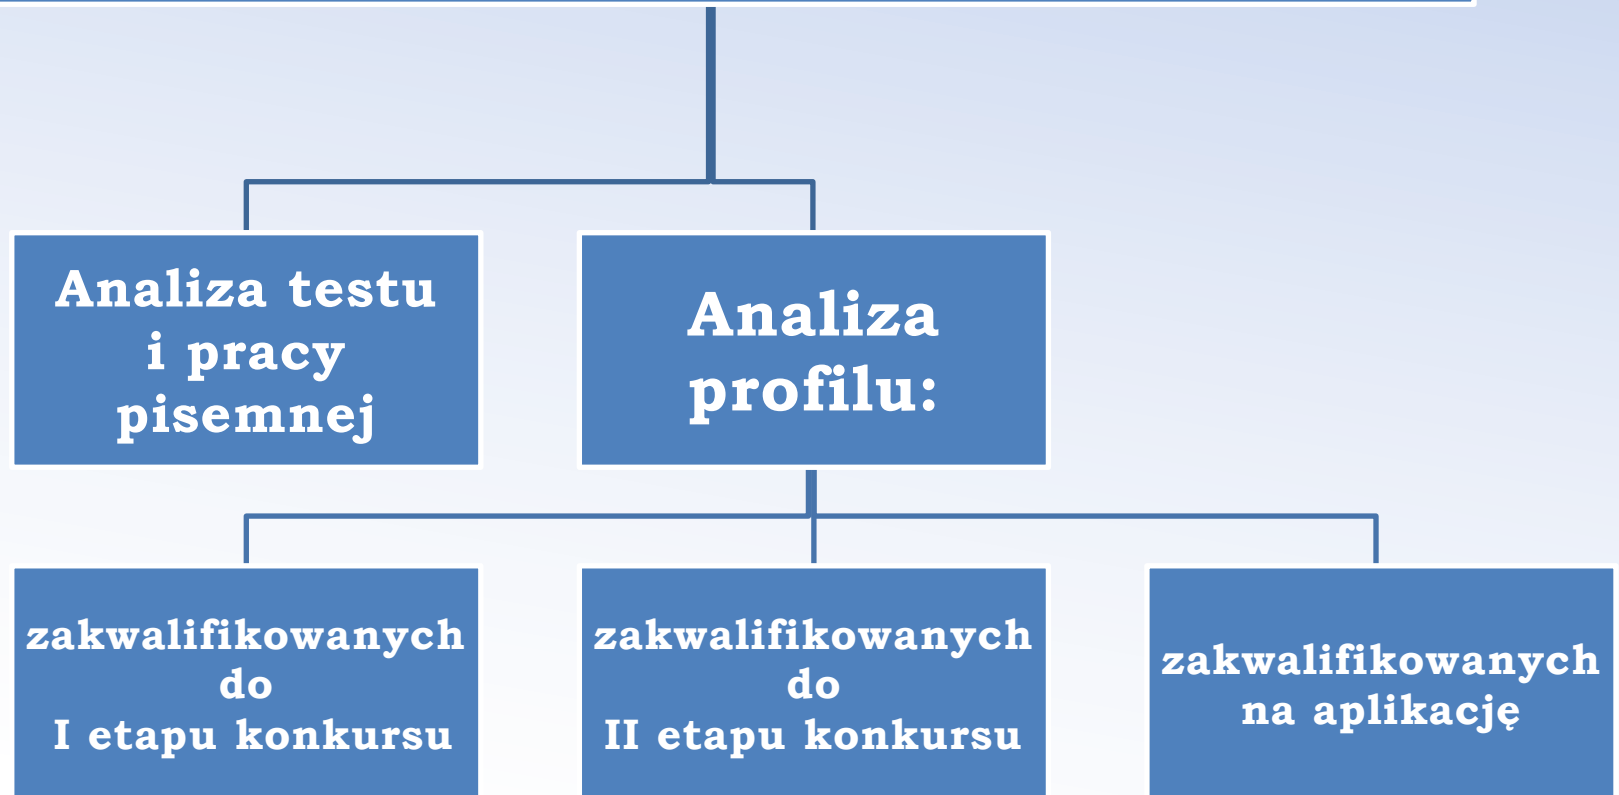 Analiza testu
i pracy
pisemnej
Analiza
profilu:
zakwalifikowanych
do
I etapu konkursu
zakwalifikowanych
do
II etapu konkursu
zakwalifikowanych
na aplikację